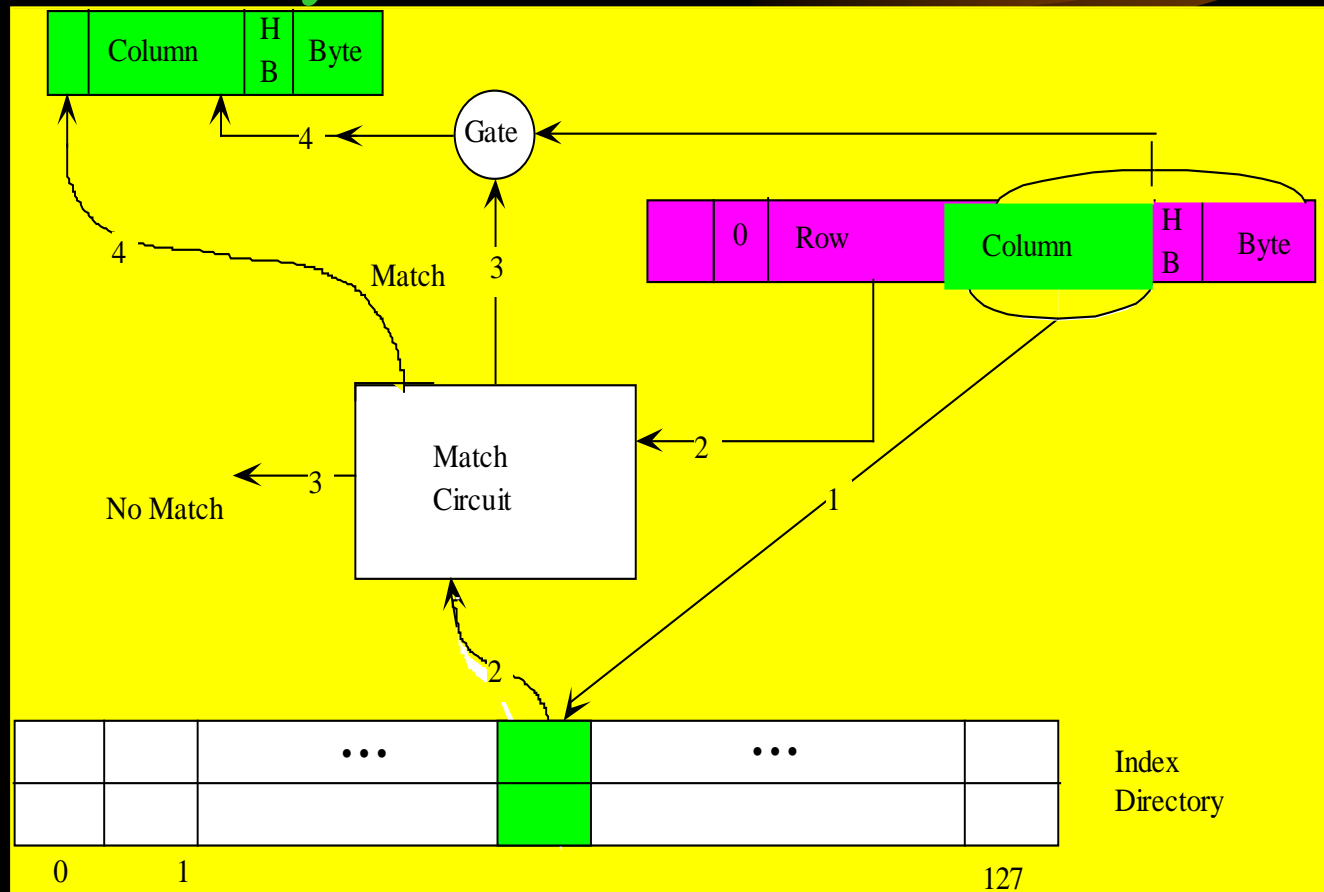 Column
H
B
Byte
Gate
4
0
Row
Column
H
B
Byte
4
Match
3
Match
Circuit
2
3
No Match
1
2
...
...
Index
Directory
0
1
127